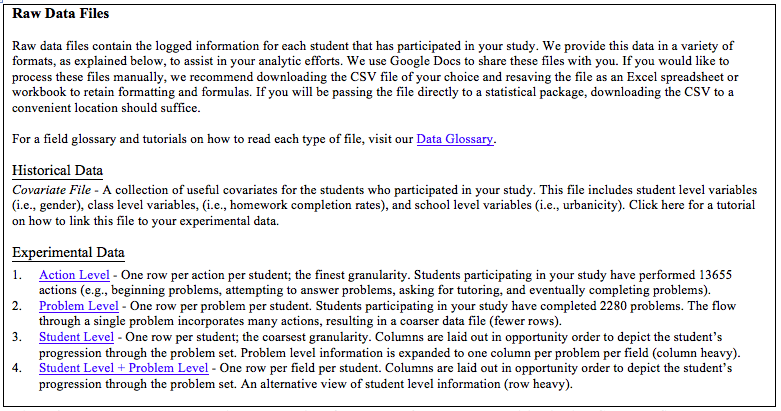 Raw Data Files
Raw data files contain the logged information for each student that has participated in your study. We provide this data in a variety of
formats, as explained below, to assist in your analytic efforts. We use Google Docs to share these files with you. If you would like to
process these files manually, we recommend downloading the CSV file of your choice and resaving the file as an Excel spreadsheet or
workbook to retain formatting and formulas. If you will be passing the file directly to a statistical package, downloading the CSV to a
convenient location should suffice.
For a field glossary and tutorials on how to read each type of file, visit our Data Glossary.
Historical Data
Covariate File - A collection of useful covariates for the students who participated in your study. This file includes student level variables
(i.e., gender), class level variables, (i.e., homework completion rates), and school level variables (i.e., urbanicity). Click here for a tutorial
on how to link this file to your experimental data.
Experimental Data
1. Action Level - One row per action per student; the finest granularity. Students participating in your study have performed 13655
actions (e.g., beginning problems, attempting to answer problems, asking for tutoring, and eventually completing problems).
2. Problem Level - One row per problem per student. Students participating in your study have completed 2280 problems. The flow
through a single problem incorporates many actions, resulting in a coarser data file (fewer rows).
3. Student Level - One row per student; the coarsest granularity. Columns are laid out in opportunity order to depict the student's
progression through the problem set. Problem level information is expanded to one column per problem per field (column heavy).
4. Student Level + Problem Level - One row per field per student. Columns are laid out in opportunity order to depict the student's
progression through the problem set. An alternative view of student level information (row heavy).